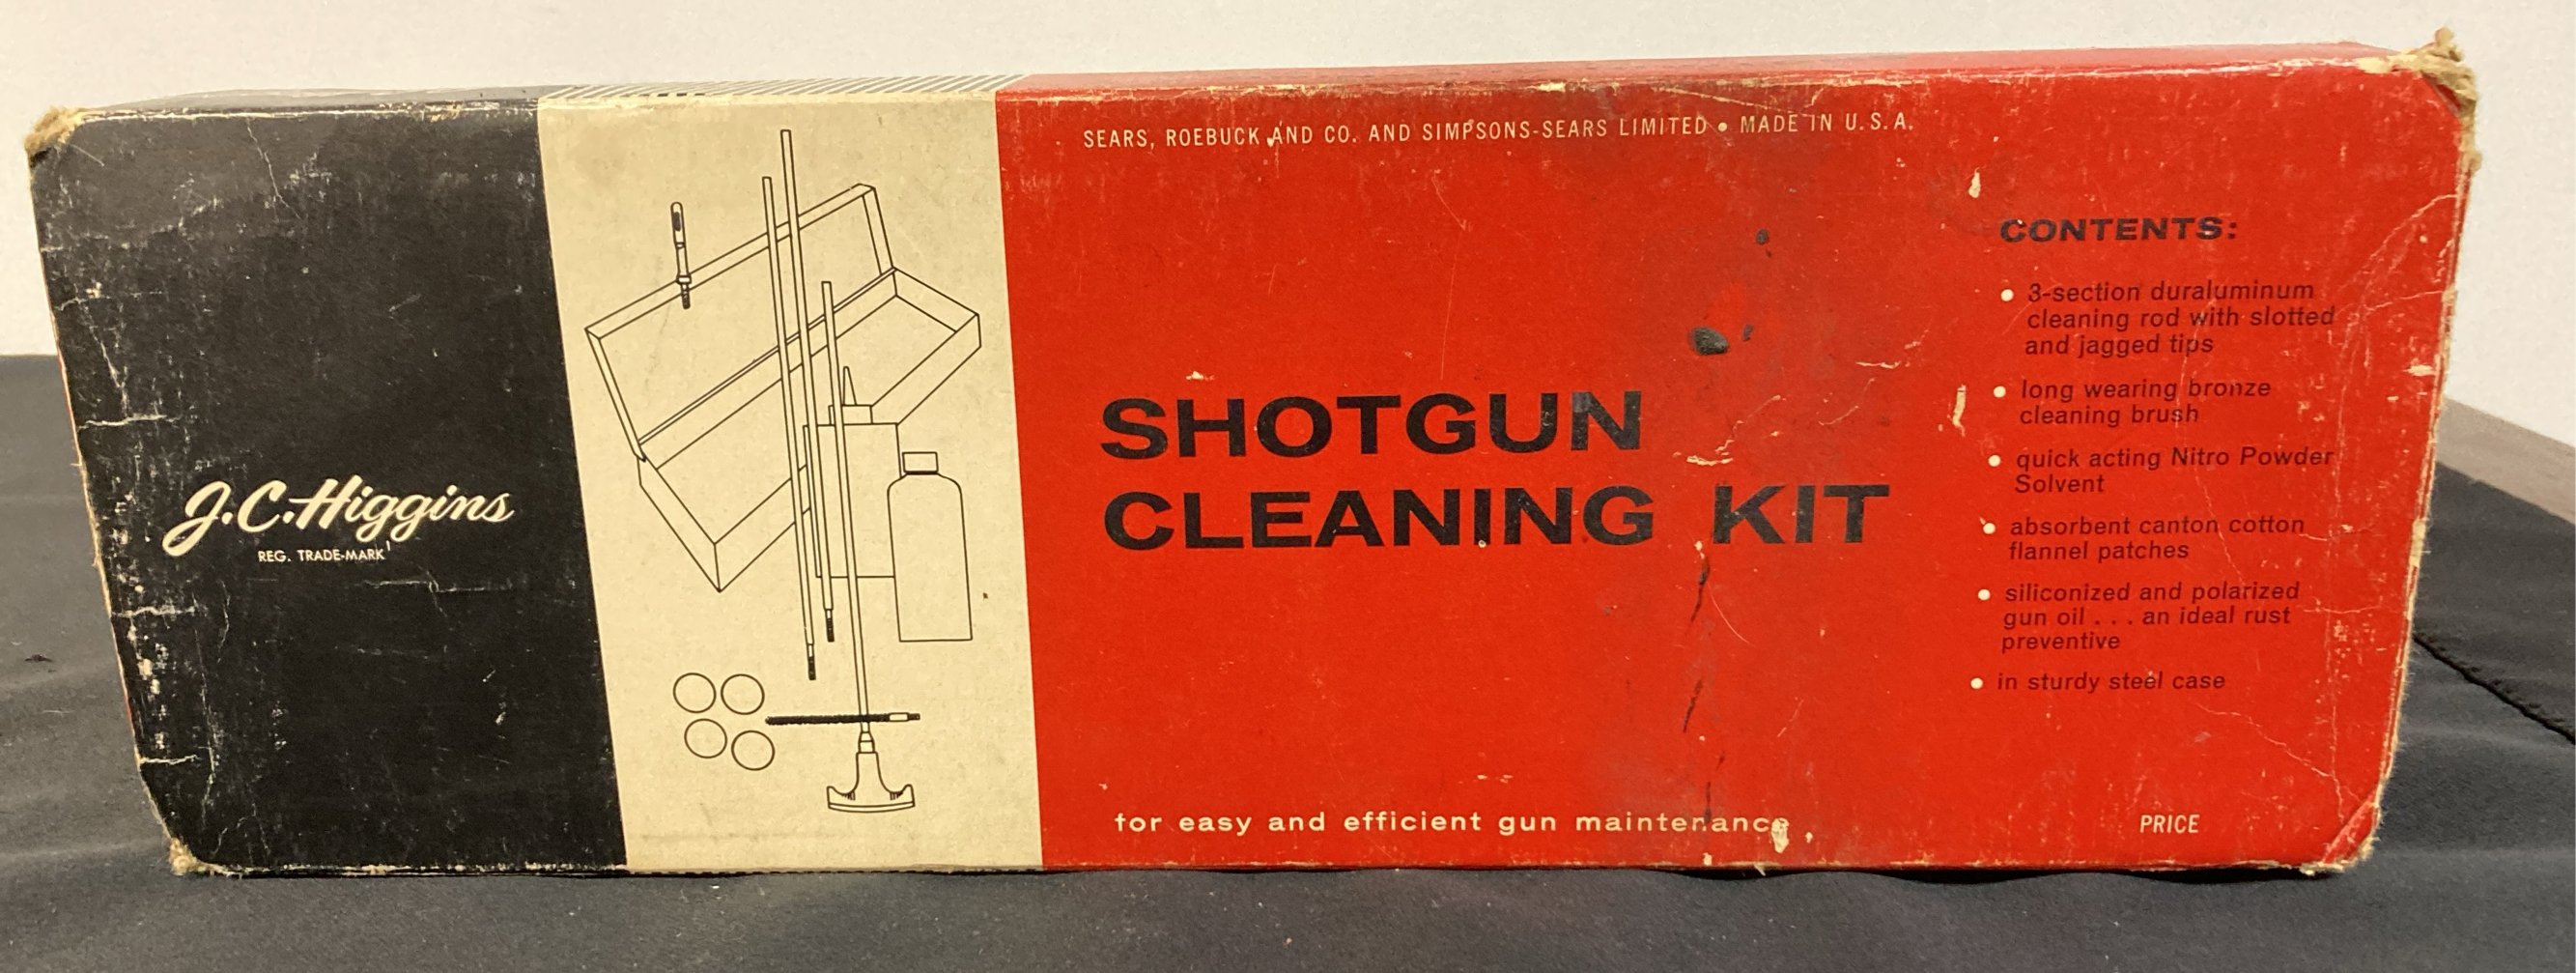 J.C. Higgins
REG. TRADE-MARK
SEARS, ROEBUCK AND CO. AND SIMPSONS-SEARS LIMITED • MADE IN U.S.A.
SHOTGUN
CLEANING KIT
for easy and efficient gun maintenance
CONTENTS:
• 3-section duraluminum
cleaning rod with slotted
and jagged tips
• long wearing bronze
cleaning brush
• quick acting Nitro Powder
Solvent
• absorbent canton cotton
flannel patches
• siliconized and polarized
gun oil . . . an ideal rust
preventive
• in sturdy steel case
PRICE